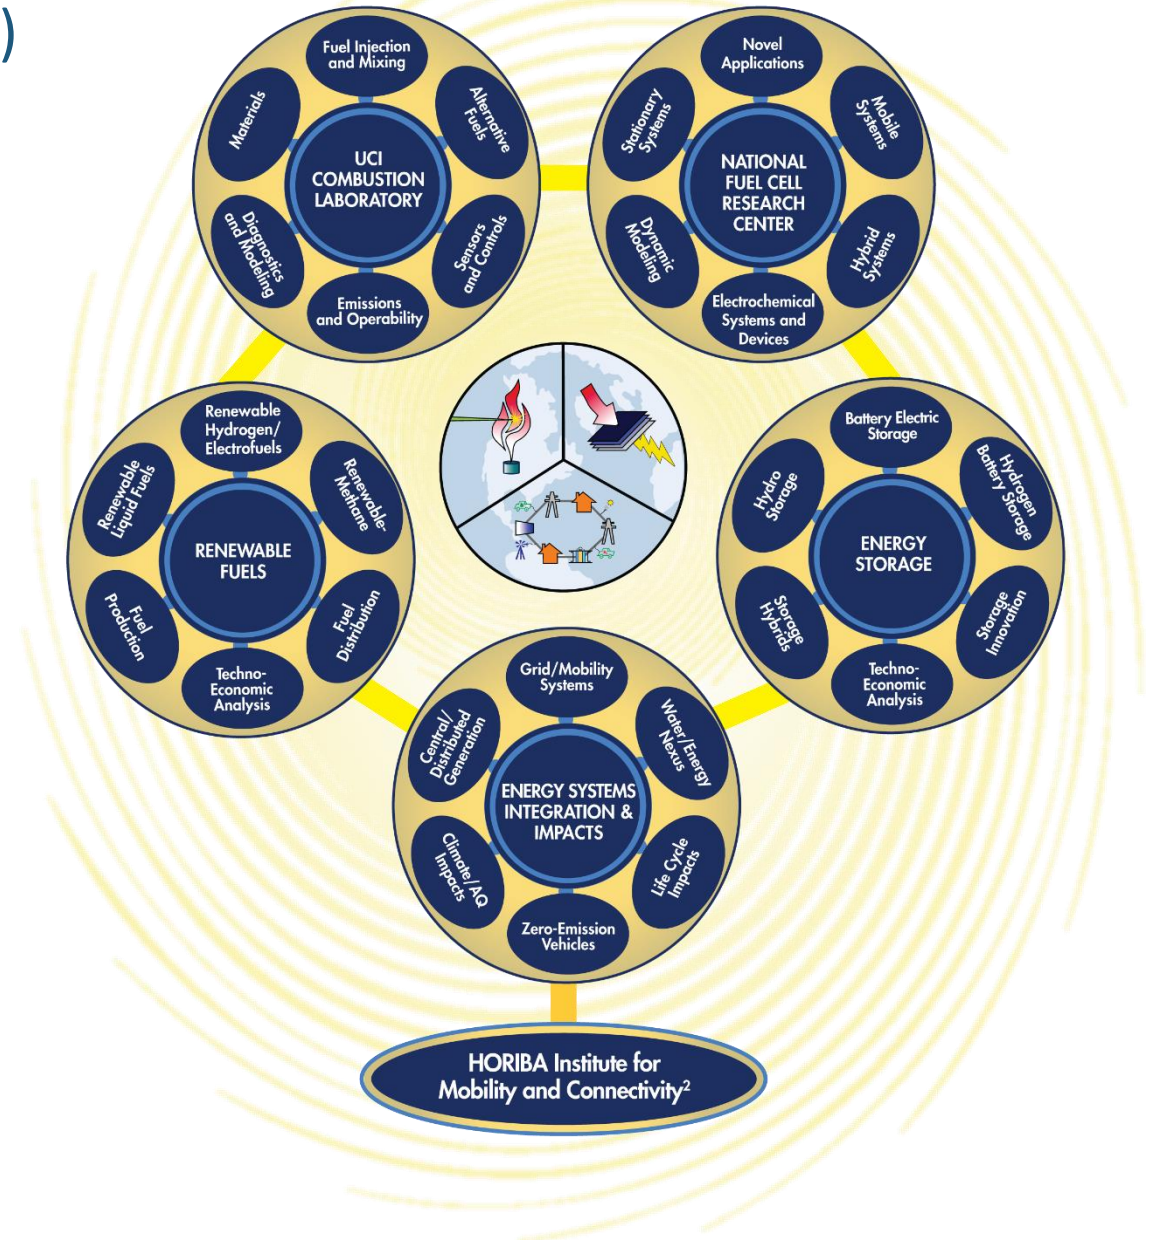 )
Fuel Injection
and Mixing
Materials
Alternative
Fuels
UCI
COMBUSTION
LABORATORY
Diagnostics
and Modeling
Sensors
and Controls
Emissions
and Operability
Novel
Applications
Stationary
Systems
Mobile
Systems
NATIONAL
FUEL CELL
RESEARCH
CENTER
Dynamic
Modeling
Hybrid
Systems
Electrochemical
Systems and
Devices
Renewable
Hydrogen/
Electrofuels
Renewable
Liquid Fuels
Renewable-
Methane
RENEWABLE
FUELS
Fuel
Production
Fuel
Distribution
Techno-
Economic
Analysis
Battery Electric
Storage
Hydro
Storage
Hydrogen
Battery Storage
ENERGY
STORAGE
Storage
Hybrids
Storage
Innovation
Techno-
Economic
Analysis
Grid/Mobility
Systems
Central/
Distributed
Generation
Water/Energy
Nexus
ENERGY SYSTEMS
INTEGRATION &
IMPACTS
Climate/AQ
Impacts
Life Cycle
Impacts
Zero-Emission
Vehicles
HORIBA Institute for
Mobility and Connectivity²